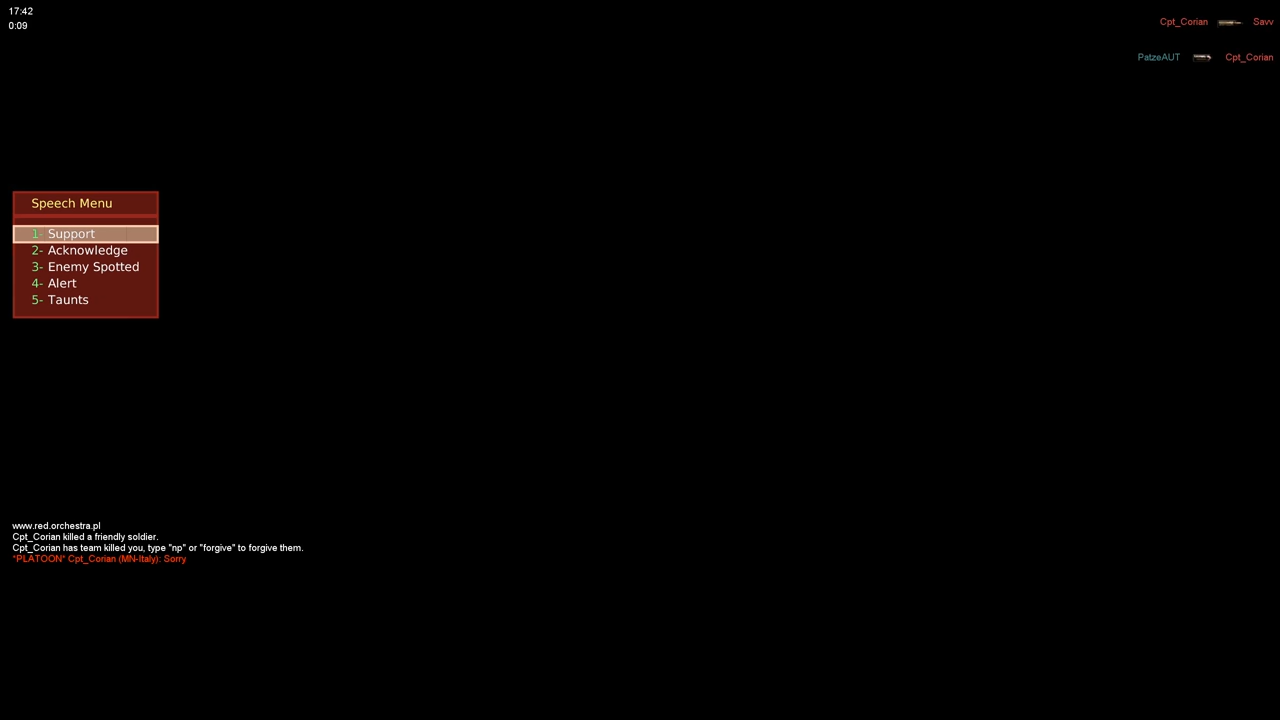 17:42
0:09
Cpt_Corian Savv
PatzeAUT Cpt_Corian
Speech Menu
1- Support
2- Acknowledge
3- Enemy Spotted
4- Alert
5- Taunts
www.red.orchestra.pl
Cpt_Corian killed a friendly soldier.
Cpt_Corian has team killed you, type "np" or "forgive" to forgive them.
*PLATOON* Cpt_Corian (MN-Italy): Sorry